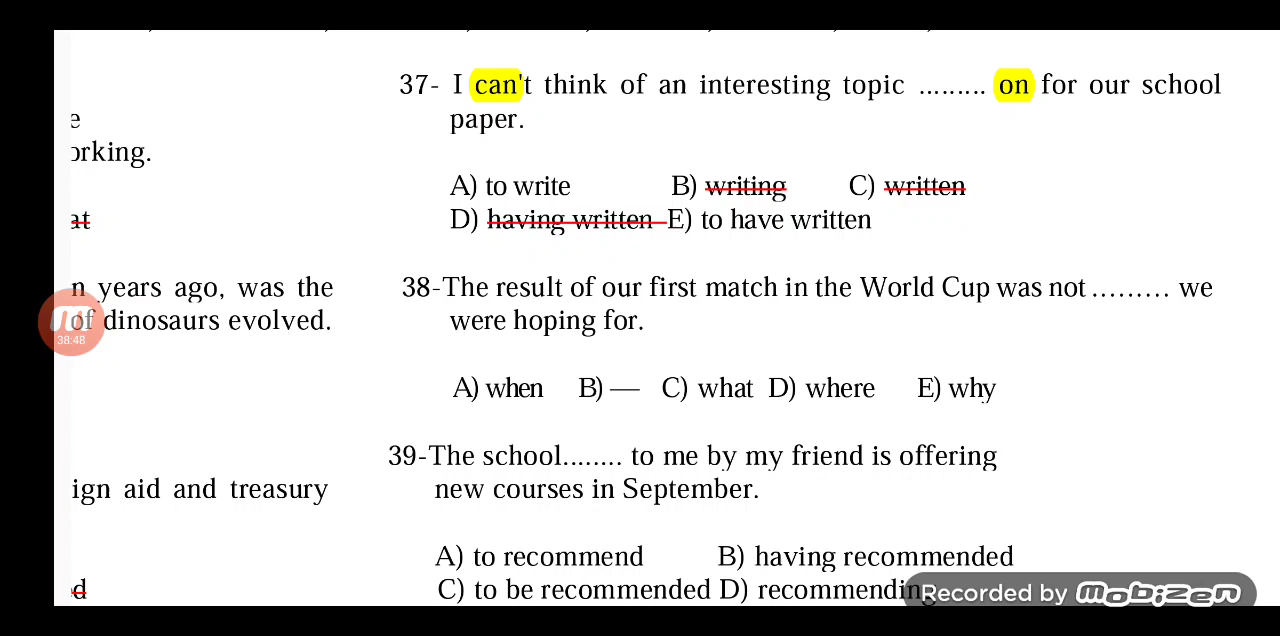 37- I can't think of an interesting topic ......... on for our school
paper.
A) to write B) writing C) written
D) having written E) to have written
38-The result of our first match in the World Cup was not ......... we
were hoping for.
A) when B) — C) what D) where E) why
39-The school........ to me by my friend is offering
new courses in September.
A) to recommend B) having recommended
C) to be recommended D) recommending
e
orking.
at
n years ago, was the
of dinosaurs evolved.
38:48
ign aid and treasury
d
Recorded by mobizen